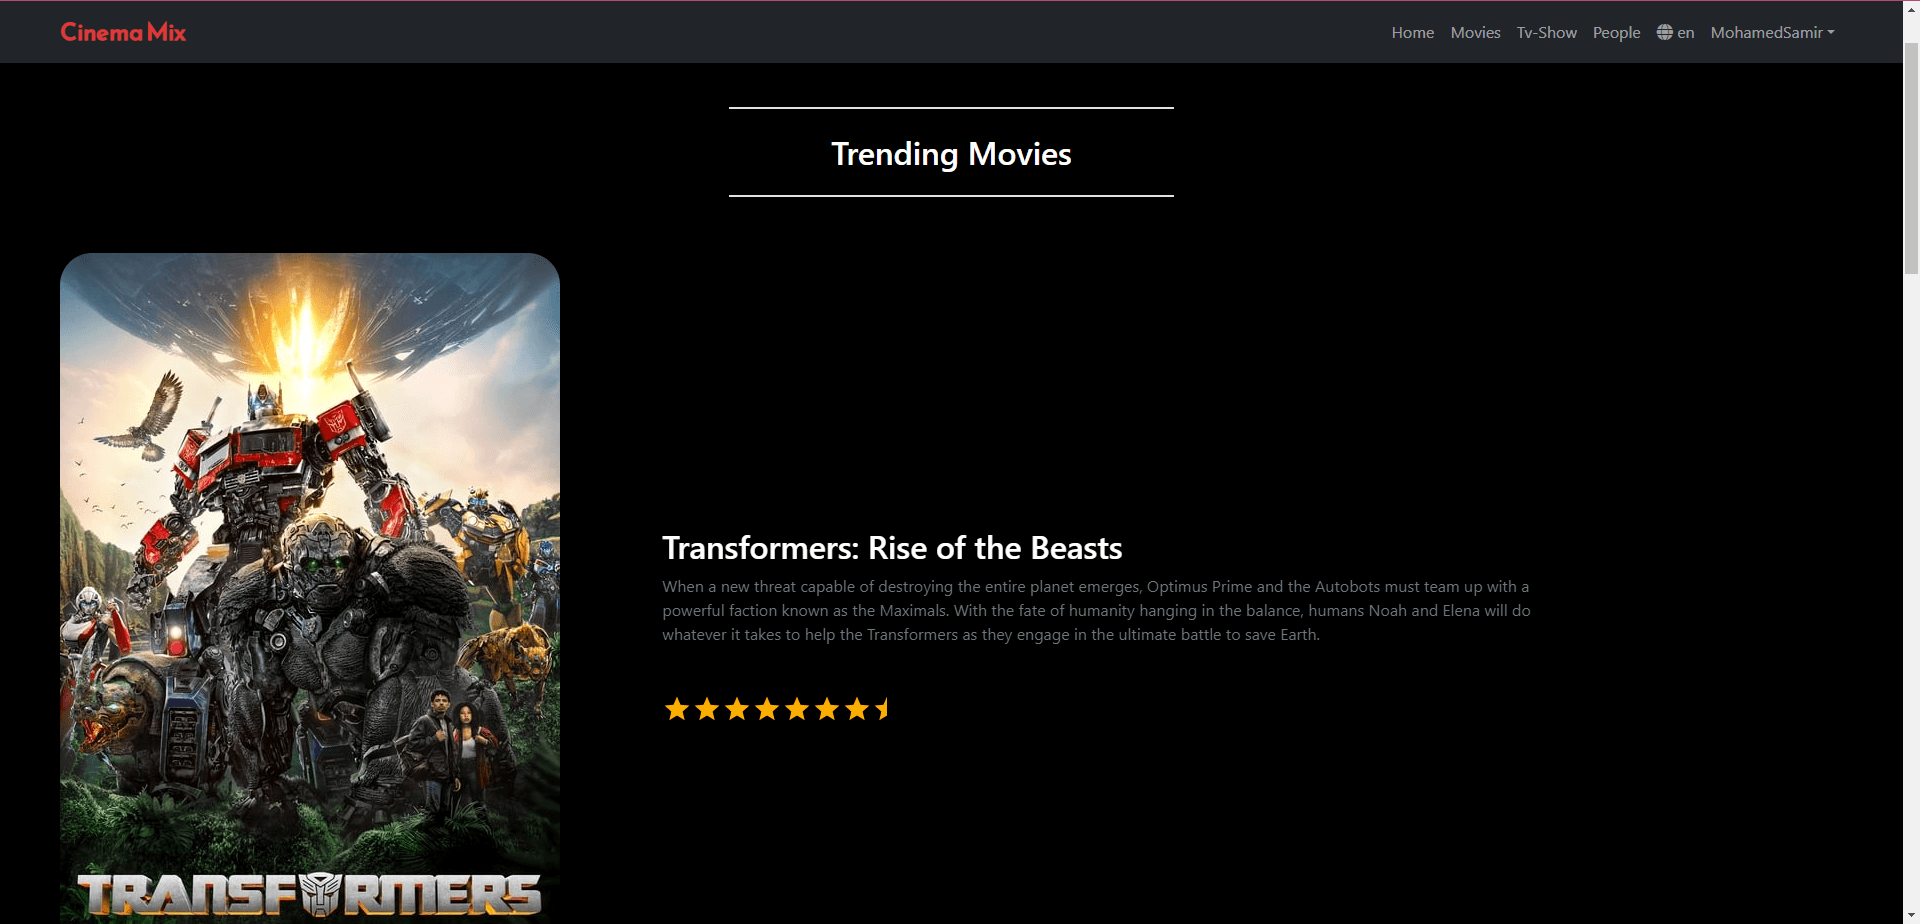 Cinema Mix
Home Movies Tv-Show People en MohamedSamir
Trending Movies
Transformers: Rise of the Beasts
When a new threat capable of destroying the entire planet emerges, Optimus Prime and the Autobots must team up with a
powerful faction known as the Maximals. With the fate of humanity hanging in the balance, humans Noah and Elena will do
whatever it takes to help the Transformers as they engage in the ultimate battle to save Earth.
TRANSFORMERS